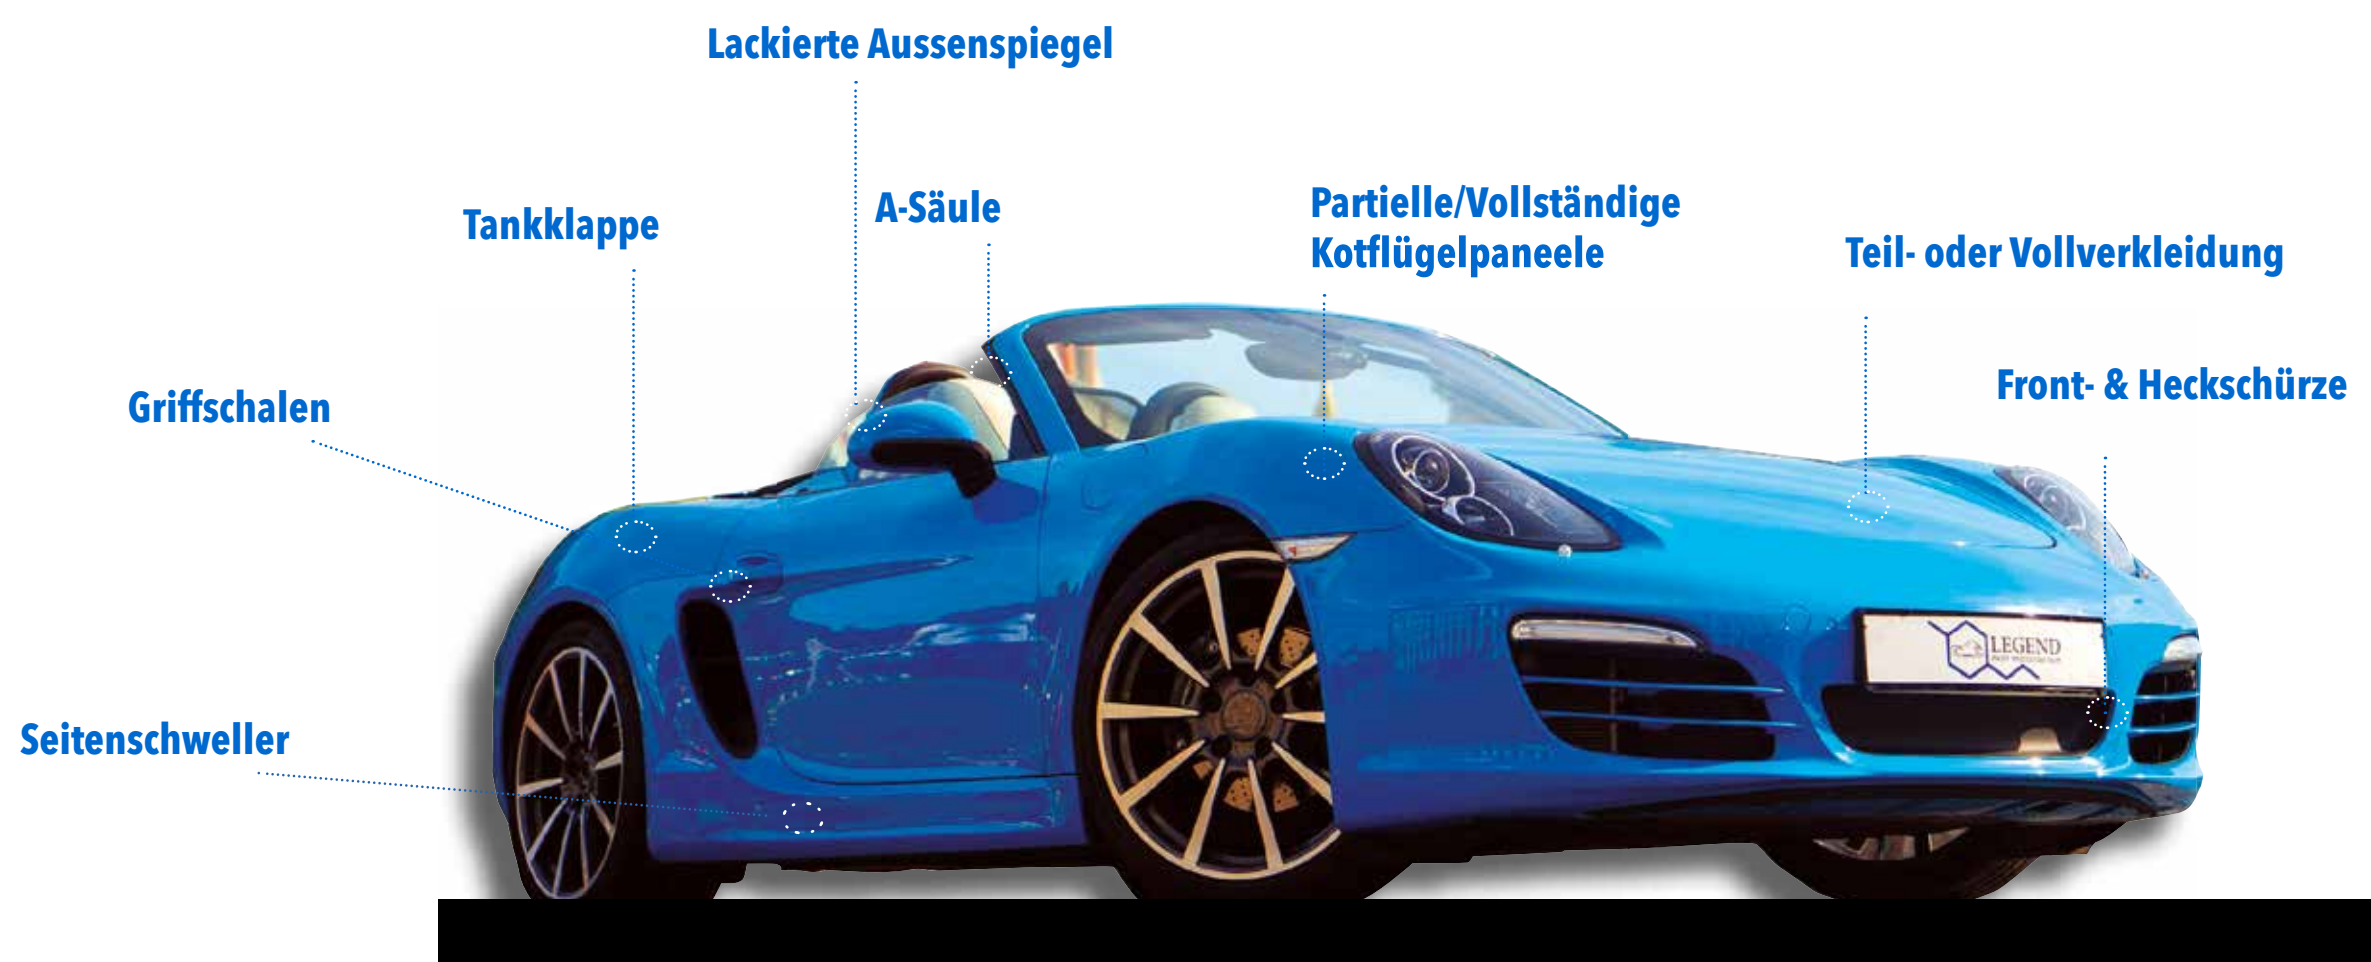 Lackierte Aussenspiegel
Tankklappe
A-Säule
Partielle/Vollständige
Kotflügelpaneele
Teil- oder Vollverkleidung
Front- & Heckschürze
Griffschalen
Seitenschweller
LEGEND